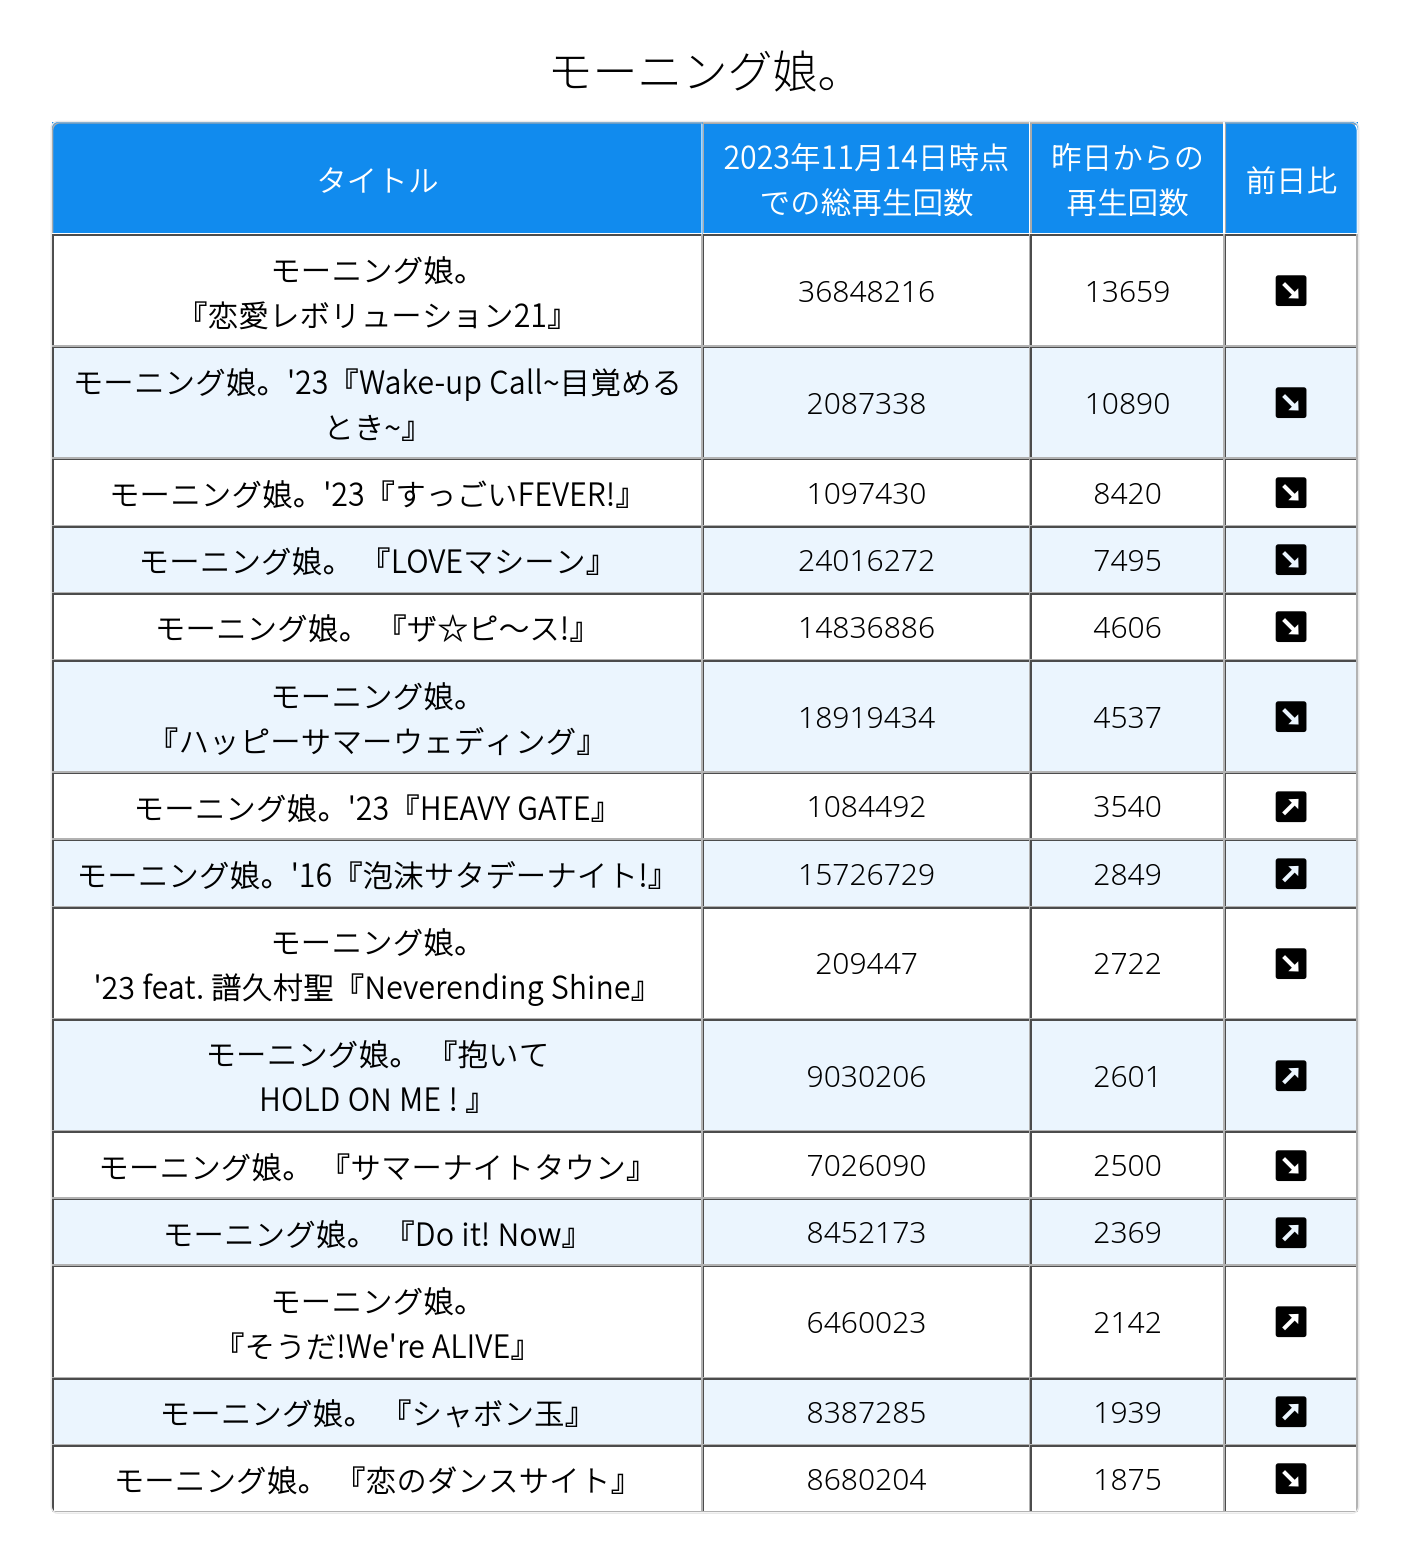 モーニング娘。
タイトル
2023年11月14日時点
での総再生回数
昨日からの
再生回数
前日比
モーニング娘。
『恋愛レボリューション21』
36848216
13659
モーニング娘。'23『Wake-up Call~目覚める
とき~』
2087338
10890
モーニング娘。'23『すっごいFEVER!』
1097430
8420
モーニング娘。 『LOVEマシーン』
24016272
7495
モーニング娘。 『ザ☆ピ〜ス!』
14836886
4606
モーニング娘。
『ハッピーサマーウェディング』
18919434
4537
モーニング娘。'23『HEAVY GATE』
1084492
3540
モーニング娘。'16『泡沫サタデーナイト!』
15726729
2849
モーニング娘。
'23 feat. 譜久村聖『Neverending Shine』
209447
2722
モーニング娘。 『抱いて
HOLD ON ME ! 』
9030206
2601
モーニング娘。 『サマーナイトタウン』
7026090
2500
モーニング娘。 『Do it! Now』
8452173
2369
モーニング娘。
『そうだ!We're ALIVE』
6460023
2142
モーニング娘。 『シャボン玉』
8387285
1939
モーニング娘。 『恋のダンスサイト』
8680204
1875